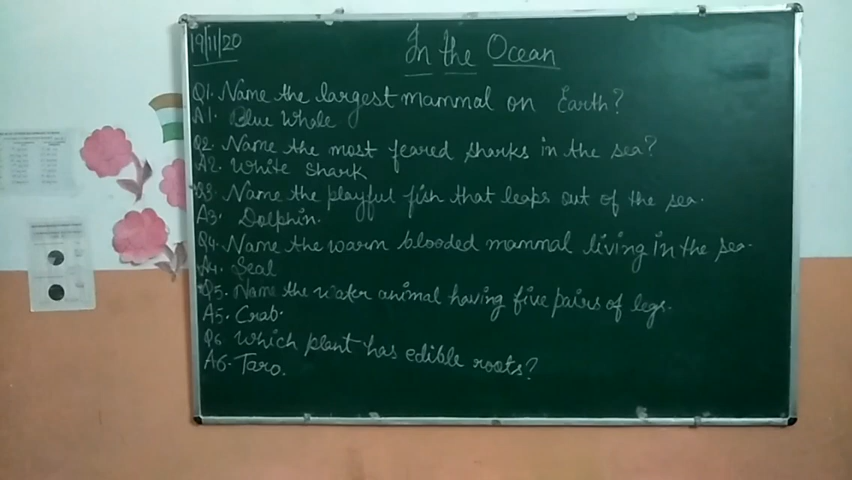 19/11/20
In the Ocean
Q1. Name the largest mammal on Earth?
A1. Blue Whale
Q2. Name the most feared sharks in the sea?
A2. White Shark
Q3. Name the playful fish that leaps out of the sea.
A3. Dolphin.
Q4. Name the warm blooded mammal living in the sea.
A4. Seal
Q5. Name the water animal having five pairs of legs.
A5. Crab.
Q6. Which plant has edible roots?
A6. Taro.